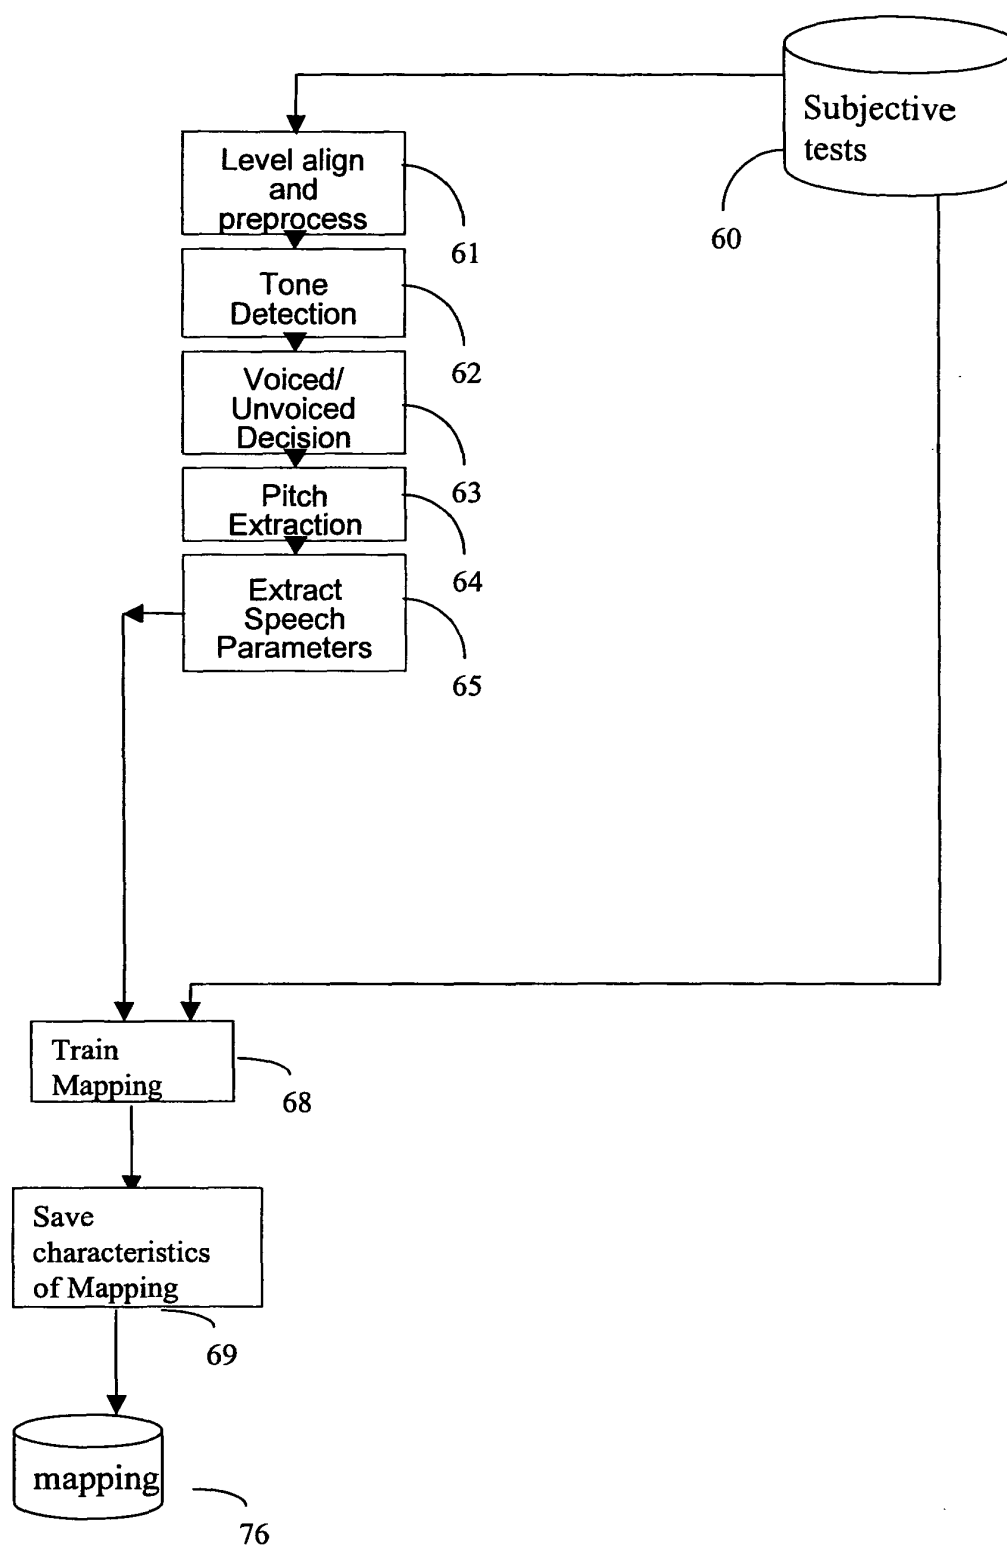 Subjective
tests
60
Level align
and
preprocess
61
Tone
Detection
62
Voiced/
Unvoiced
Decision
63
Pitch
Extraction
64
Extract
Speech
Parameters
65
Train
Mapping
68
Save
characteristics
of Mapping
69
mapping
76